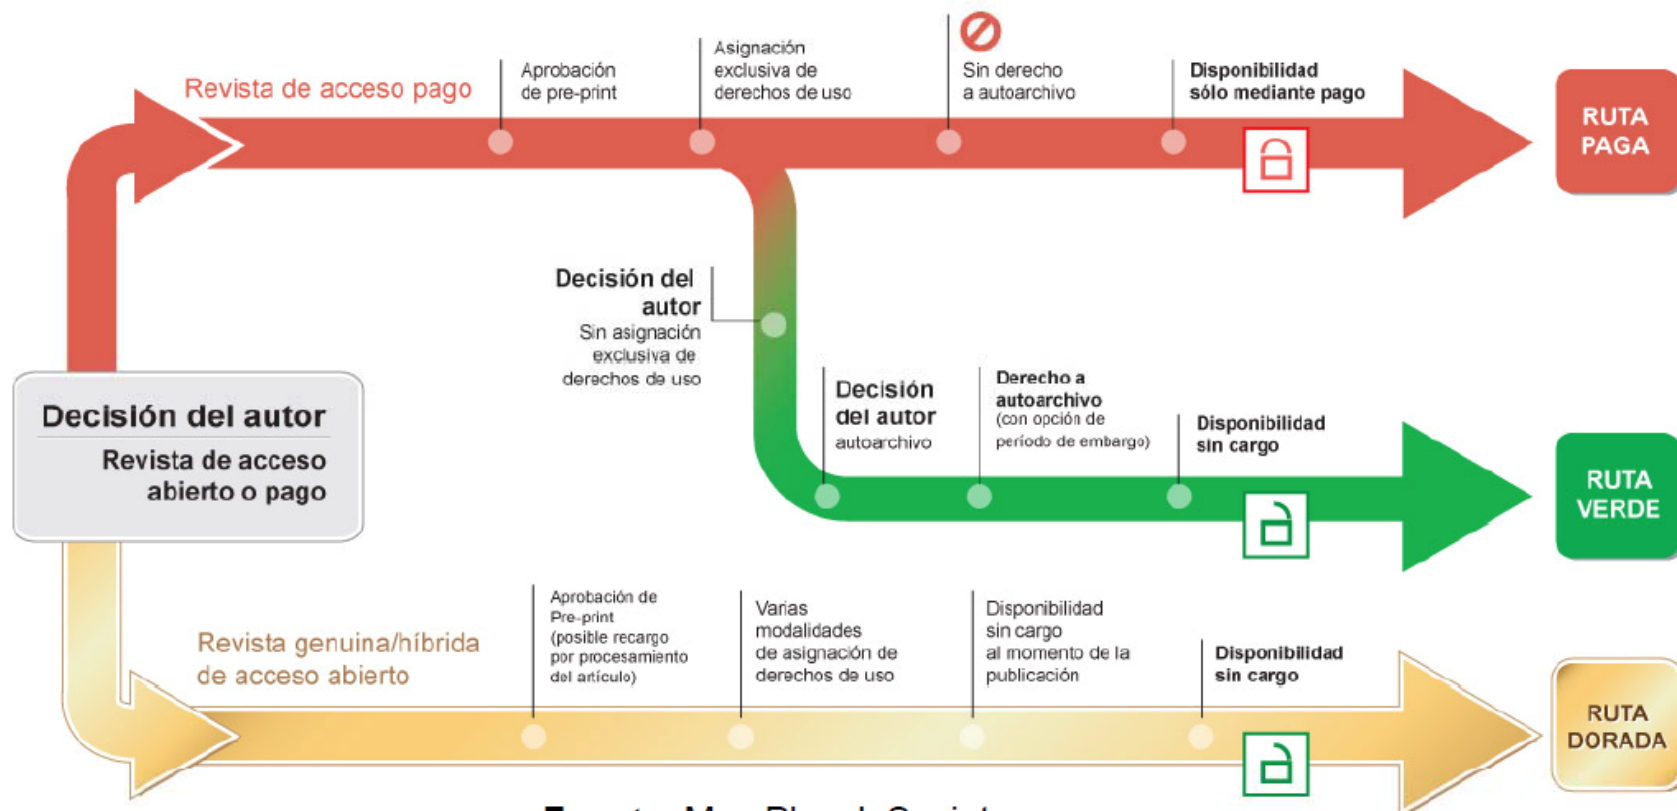 Revista de acceso pago
Aprobación
de pre-print
Asignación
exclusiva de
derechos de uso
Sin derecho
a autoarchivo
Disponibilidad
sólo mediante pago
RUTA
PAGA
Decisión del
autor
Sin asignación
exclusiva de
derechos de uso
Decisión
del autor
autoarchivo
Derecho a
autoarchivo
(con opción de
período de embargo)
Disponibilidad
sin cargo
RUTA
VERDE
Decisión del autor
Revista de acceso
abierto o pago
Revista genuina/híbrida
de acceso abierto
Aprobación de
Pre-print
(posible recargo
por procesamiento
del artículo)
Varias
modalidades
de asignación de
derechos de uso
Disponibilidad
sin cargo
al momento de la
publicación
Disponibilidad
sin cargo
RUTA
DORADA